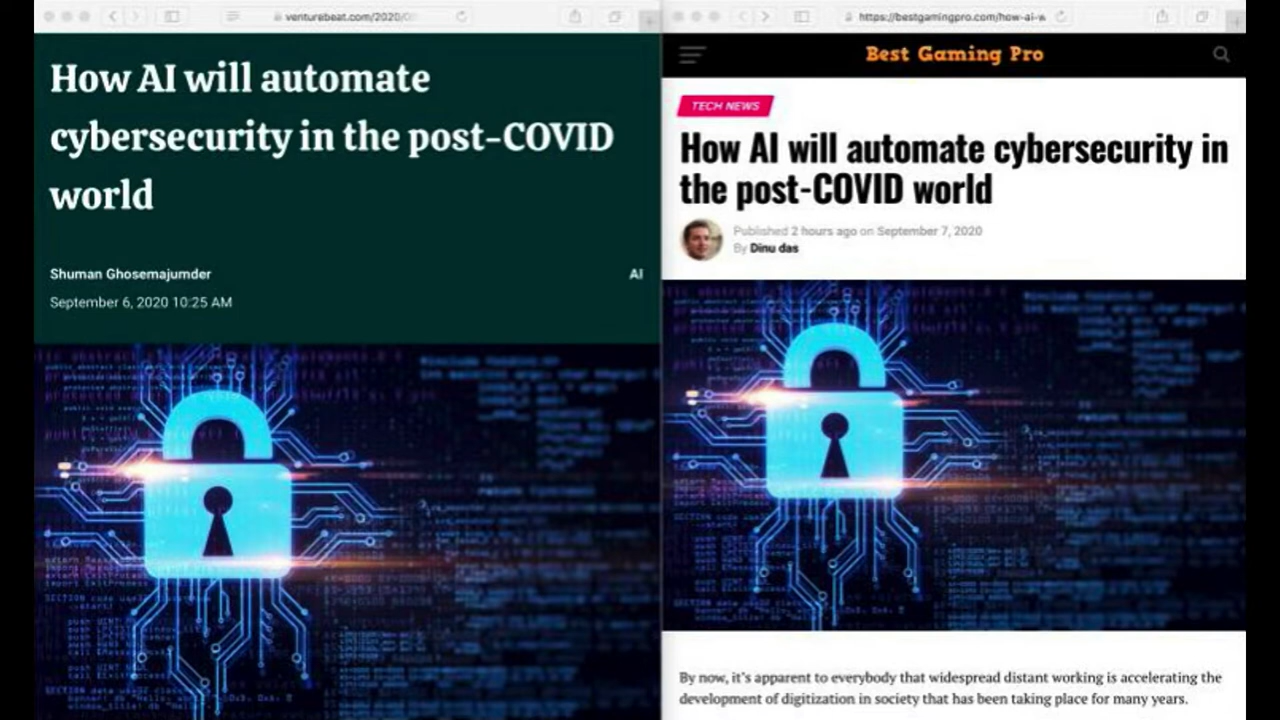 venturebeat.com/2020/0
How AI will automate
cybersecurity in the post-COVID
world
Shuman Ghosemajumder
AI
September 6, 2020 10:25 AM
https://bestgamingpro.com/how-ai-w
Best Gaming Pro
TECH NEWS
How AI will automate cybersecurity in
the post-COVID world
Published 2 hours ago on September 7, 2020
By Dinu das
By now, it's apparent to everybody that widespread distant working is accelerating the
development of digitization in society that has been taking place for many years.